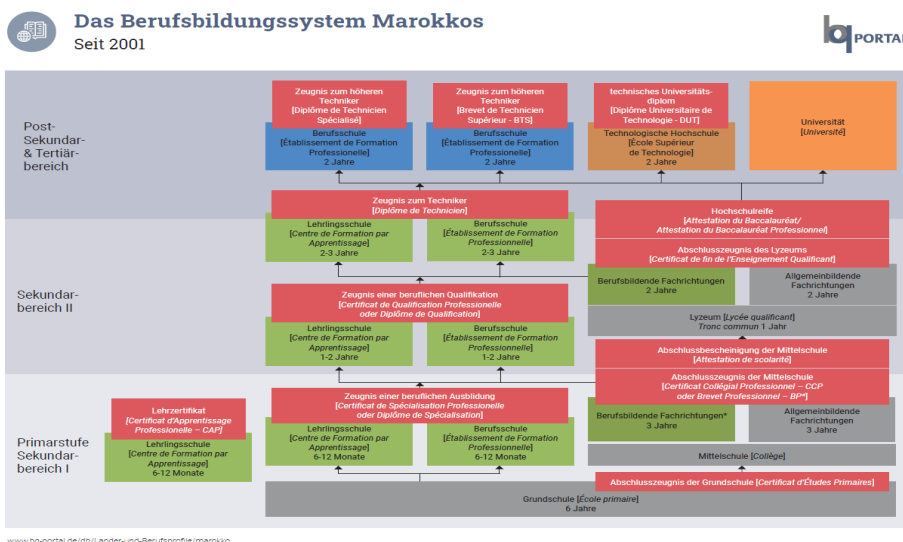 Das Berufsbildungssystem Marokkos
Seit 2001
bq PORTAL
Post-
Sekundar-
& Tertiär-
bereich
Zeugnis zum höheren
Techniker
[Diplôme de Technicien
Spécialisé]
Berufsschule
[Établissement de Formation
Professionnelle]
2 Jahre
Zeugnis zum höheren
Techniker
[Brevet de Technicien
Supérieur - BTS]
Berufsschule
[Établissement de Formation
Professionnelle]
2 Jahre
technisches Universitäts-
diplom
[Diplôme Universitaire de
Technologie - DUT]
Technologische Hochschule
[École Supérieur
de Technologie]
2 Jahre
Universität
[Université]
Sekundar-
bereich II
Zeugnis zum Techniker
[Diplôme de Technicien]
Lehrlingsschule
[Centre de Formation par
Apprentissage]
2-3 Jahre
Berufsschule
[Établissement de Formation
Professionnelle]
2-3 Jahre
Hochschulreife
[Attestation du Baccalauréat/
Attestation du Baccalauréat Professionnel]
Abschlusszeugnis des Lyzeums
[Certificat de fin de l'Enseignement Qualificant]
Berufsbildende Fachrichtungen
2 Jahre
Allgemeinbildende
Fachrichtungen
2 Jahre
Zeugnis einer beruflichen Qualifikation
[Certificat de Qualification Professionelle
oder Diplôme de Qualification]
Lehrlingsschule
[Centre de Formation par
Apprentissage]
1-2 Jahre
Berufsschule
[Établissement de Formation
Professionnelle]
1-2 Jahre
Lyzeum [Lycée qualificant]
Tronc commun 1 Jahr
Abschlussbescheinigung der Mittelschule
[Attestation de scolarité]
Abschlusszeugnis der Mittelschule
[Certificat Collégial Professionnel – CCP
oder Brevet Professionnel – BP*]
Primarstufe
Sekundar-
bereich I
Lehrzertifikat
[Certificat d'Apprentissage
Professionelle – CAP]
Lehrlingsschule
[Centre de Formation par
Apprentissage]
6-12 Monate
Zeugnis einer beruflichen Ausbildung
[Certificat de Spécialisation Professionelle
oder Diplôme de Spécialisation]
Lehrlingsschule
[Centre de Formation par
Apprentissage]
6-12 Monate
Berufsschule
[Établissement de Formation
Professionnelle]
6-12 Monate
Berufsbildende Fachrichtungen*
3 Jahre
Allgemeinbildende
Fachrichtungen
3 Jahre
Mittelschule [Collège]
Abschlusszeugnis der Grundschule [Certificat d'Études Primaires]
Grundschule [École primaire]
6 Jahre
www.bq-portal.de/db/Länder-und-Berufsprofile/marokko